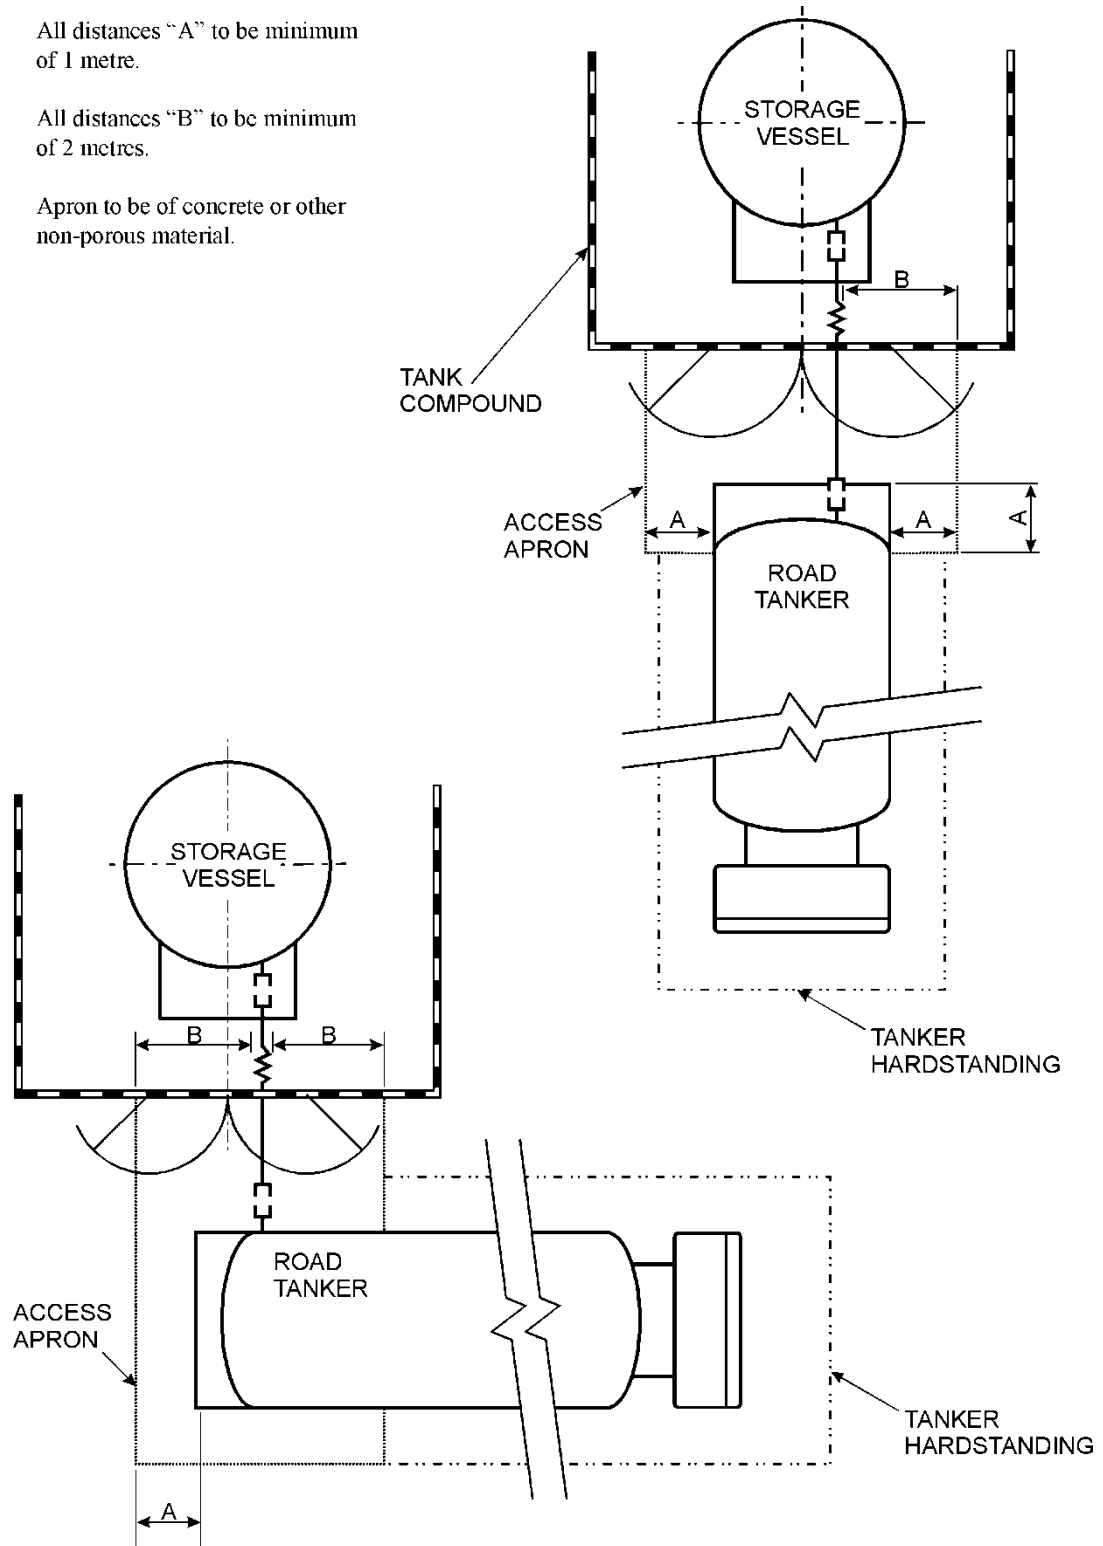 All distances “A” to be minimum
of 1 metre.
All distances “B” to be minimum
of 2 metres.
Apron to be of concrete or other
non-porous material.
STORAGE
VESSEL
B
TANK
COMPOUND
ACCESS
APRON
A
A
A
ROAD
TANKER
TANKER
HARDSTANDING
STORAGE
VESSEL
B
B
ROAD
TANKER
ACCESS
APRON
TANKER
HARDSTANDING
A